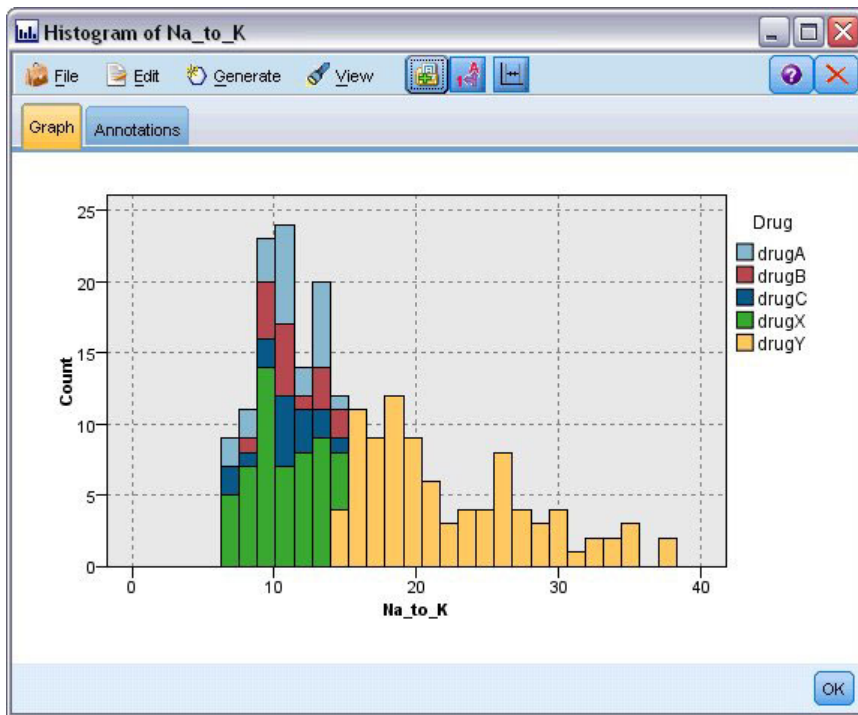 Histogram of Na_to_K
File Edit Generate View
Graph Annotations
25
20
15
10
5
0
Count
0 10 20 30 40
Na_to_K
Drug
drugA
drugB
drugC
drugX
drugY
OK